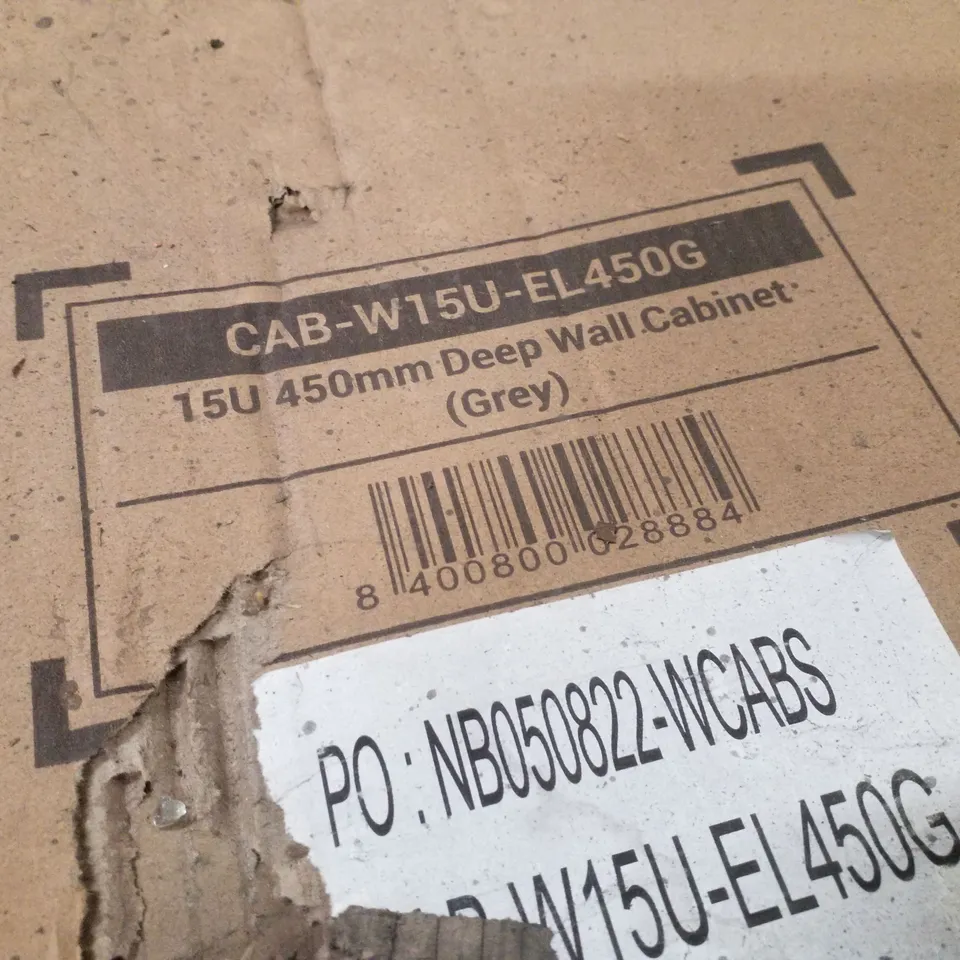 CAB-W15U-EL450G
15U 450mm Deep Wall Cabinet
(Grey)
8 400800 028884
PO : NB050822-WCABS
W15U-EL450G